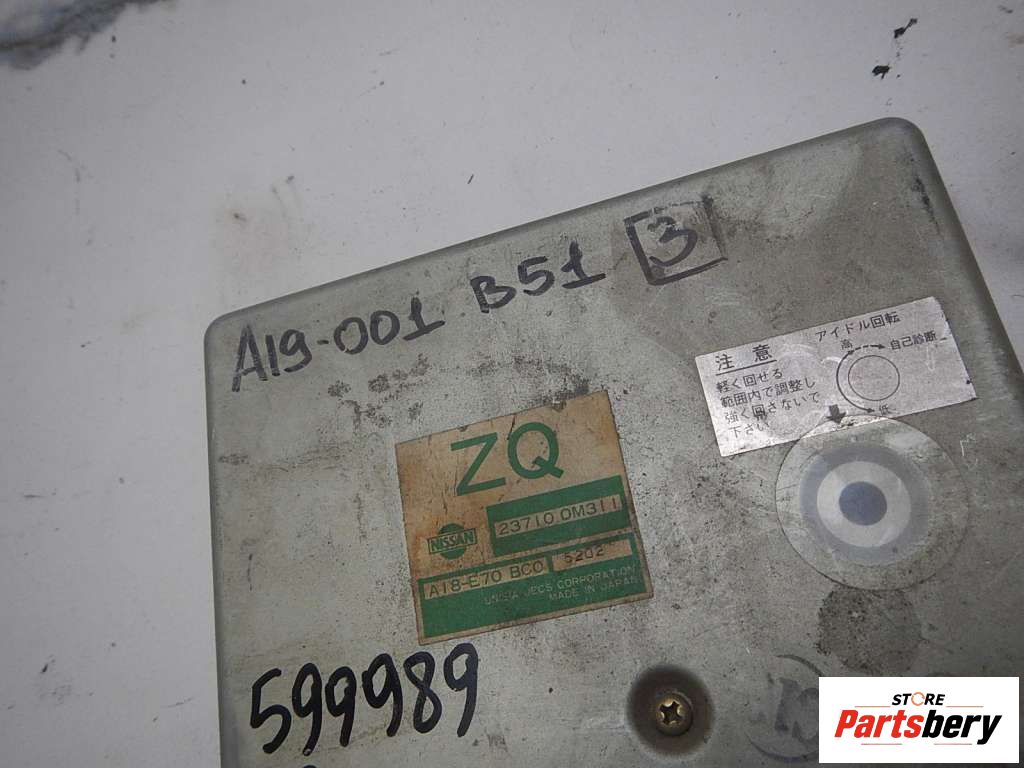 A19-001 B51 3
注意
軽く回せる
範囲内で調整し
強く回さないで
下さい
アイドル回転
高
自己診断
低
ZQ
NISSAN
23710 0M311
A18-E70 BC0 5202
UNISIA JECS CORPORATION
MADE IN JAPAN
599989
STORE
Partsbery